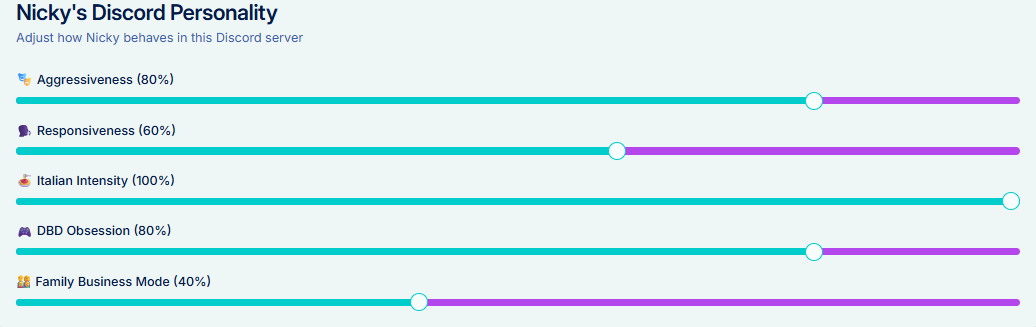 Nicky's Discord Personality
Adjust how Nicky behaves in this Discord server
Aggressiveness (80%)
Responsiveness (60%)
Italian Intensity (100%)
DBD Obsession (80%)
Family Business Mode (40%)